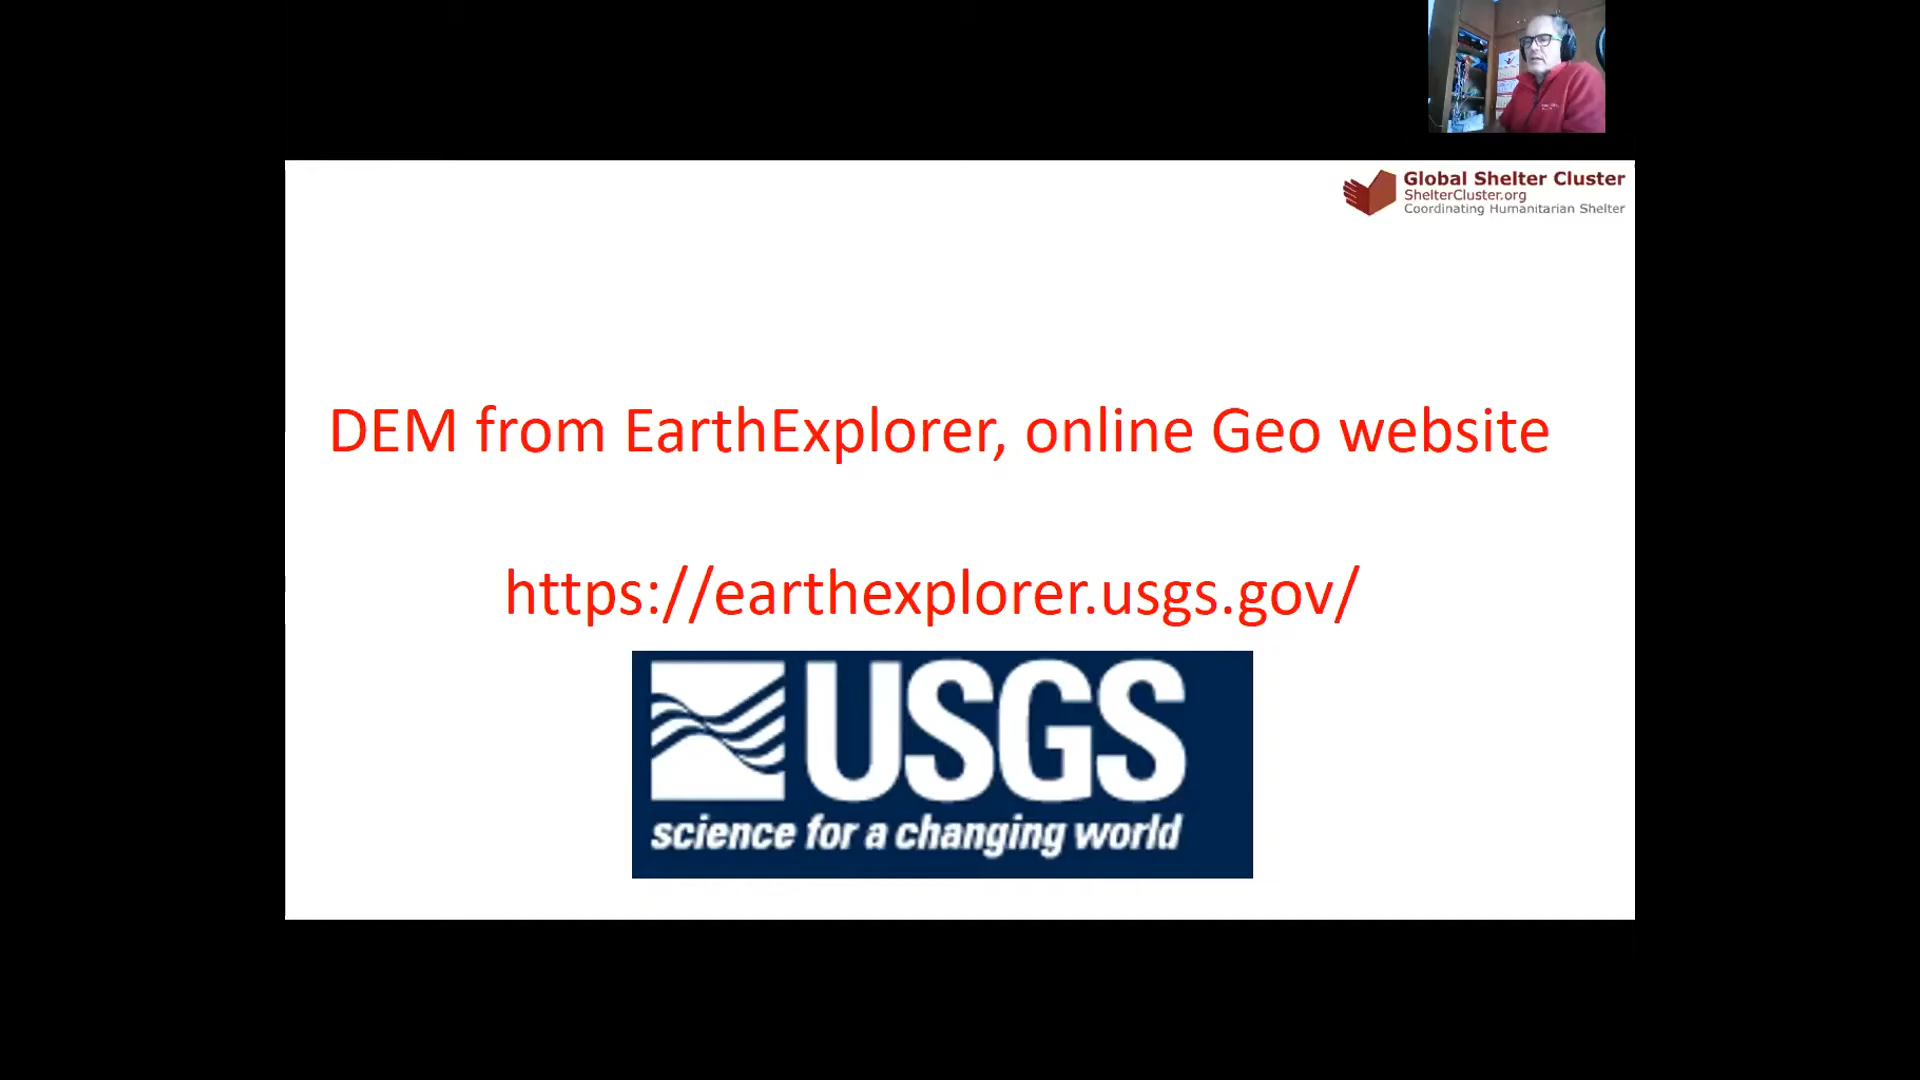 Global Shelter Cluster
ShelterCluster.org
Coordinating Humanitarian Shelter
DEM from EarthExplorer, online Geo website
https://earthexplorer.usgs.gov/
USGS
science for a changing world